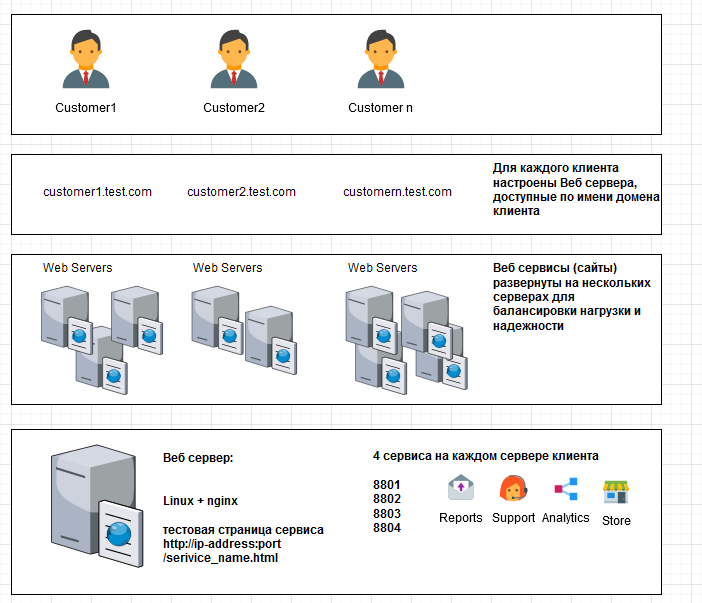 Customer1
Customer2
Customer n
customer1.test.com
customer2.test.com
customern.test.com
Для каждого клиента
настроены Веб сервера,
доступные по имени домена
клиента
Web Servers
Web Servers
Web Servers
Веб сервисы (сайты)
развернуты на нескольких
серверах для
балансировки нагрузки и
надежности
Веб сервер:
Linux + nginx
тестовая страница сервиса
http://ip-address:port
/serivice_name.html
4 сервиса на каждом сервере клиента
8801
8802
8803
8804
Reports
Support
Analytics
Store